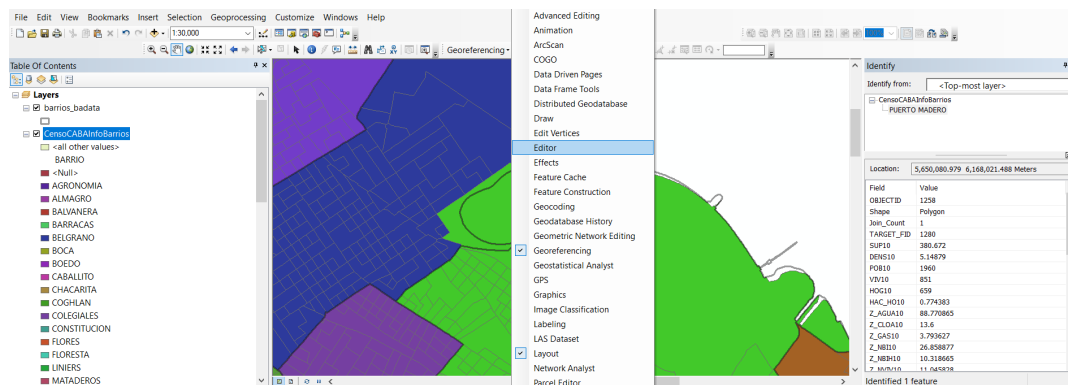 File Edit View Bookmarks Insert Selection Geoprocessing Customize Windows Help
1:30.000
Georeferencing
Table Of Contents
Layers
barrios_badata
CensoCABAInfoBarrios
<all other values>
BARRIO
<Null>
AGRONOMIA
ALMAGRO
BALVANERA
BARRACAS
BELGRANO
BOCA
BOEDO
CABALLITO
CHACARITA
COGHLAN
COLEGIALES
CONSTITUCION
FLORES
FLORESTA
LINIERS
MATADEROS
Advanced Editing
Animation
ArcScan
COGO
Data Driven Pages
Data Frame Tools
Distributed Geodatabase
Draw
Edit Vertices
Editor
Effects
Feature Cache
Feature Construction
Geocoding
Geodatabase History
Geometric Network Editing
Georeferencing
Geostatistical Analyst
GPS
Graphics
Image Classification
Labeling
LAS Dataset
Layout
Network Analyst
Parcel Editor
Identify
Identify from: <Top-most layer>
CensoCABAInfoBarrios
PUERTO MADERO
Location: 5,650,080.979 6,168,021.488 Meters
Field Value
OBJECTID 1258
Shape Polygon
Join_Count 1
TARGET_FID 1280
SUP10 380.672
DENS10 5.14879
POB10 1960
VIV10 851
HOG10 659
HAC_HO10 0.774383
Z_AGUA10 88.770865
Z_CLOA10 13.6
Z_GAS10 3.793627
Z_NBI10 26.858877
Z_NBIH10 10.318665
11.045828
Identified 1 feature